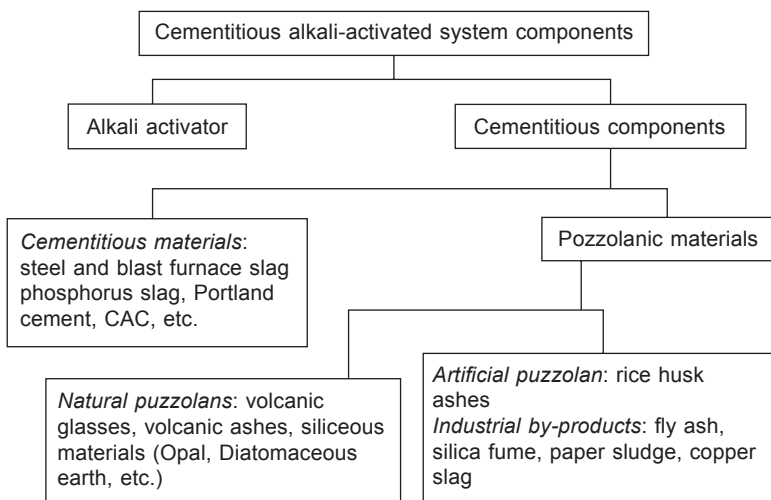 Cementitious alkali-activated system components
Alkali activator
Cementitious components
Cementitious materials:
steel and blast furnace slag
phosphorus slag, Portland
cement, CAC, etc.
Pozzolanic materials
Natural puzzolans: volcanic
glasses, volcanic ashes, siliceous
materials (Opal, Diatomaceous
earth, etc.)
Artificial puzzolan: rice husk
ashes
Industrial by-products: fly ash,
silica fume, paper sludge, copper
slag